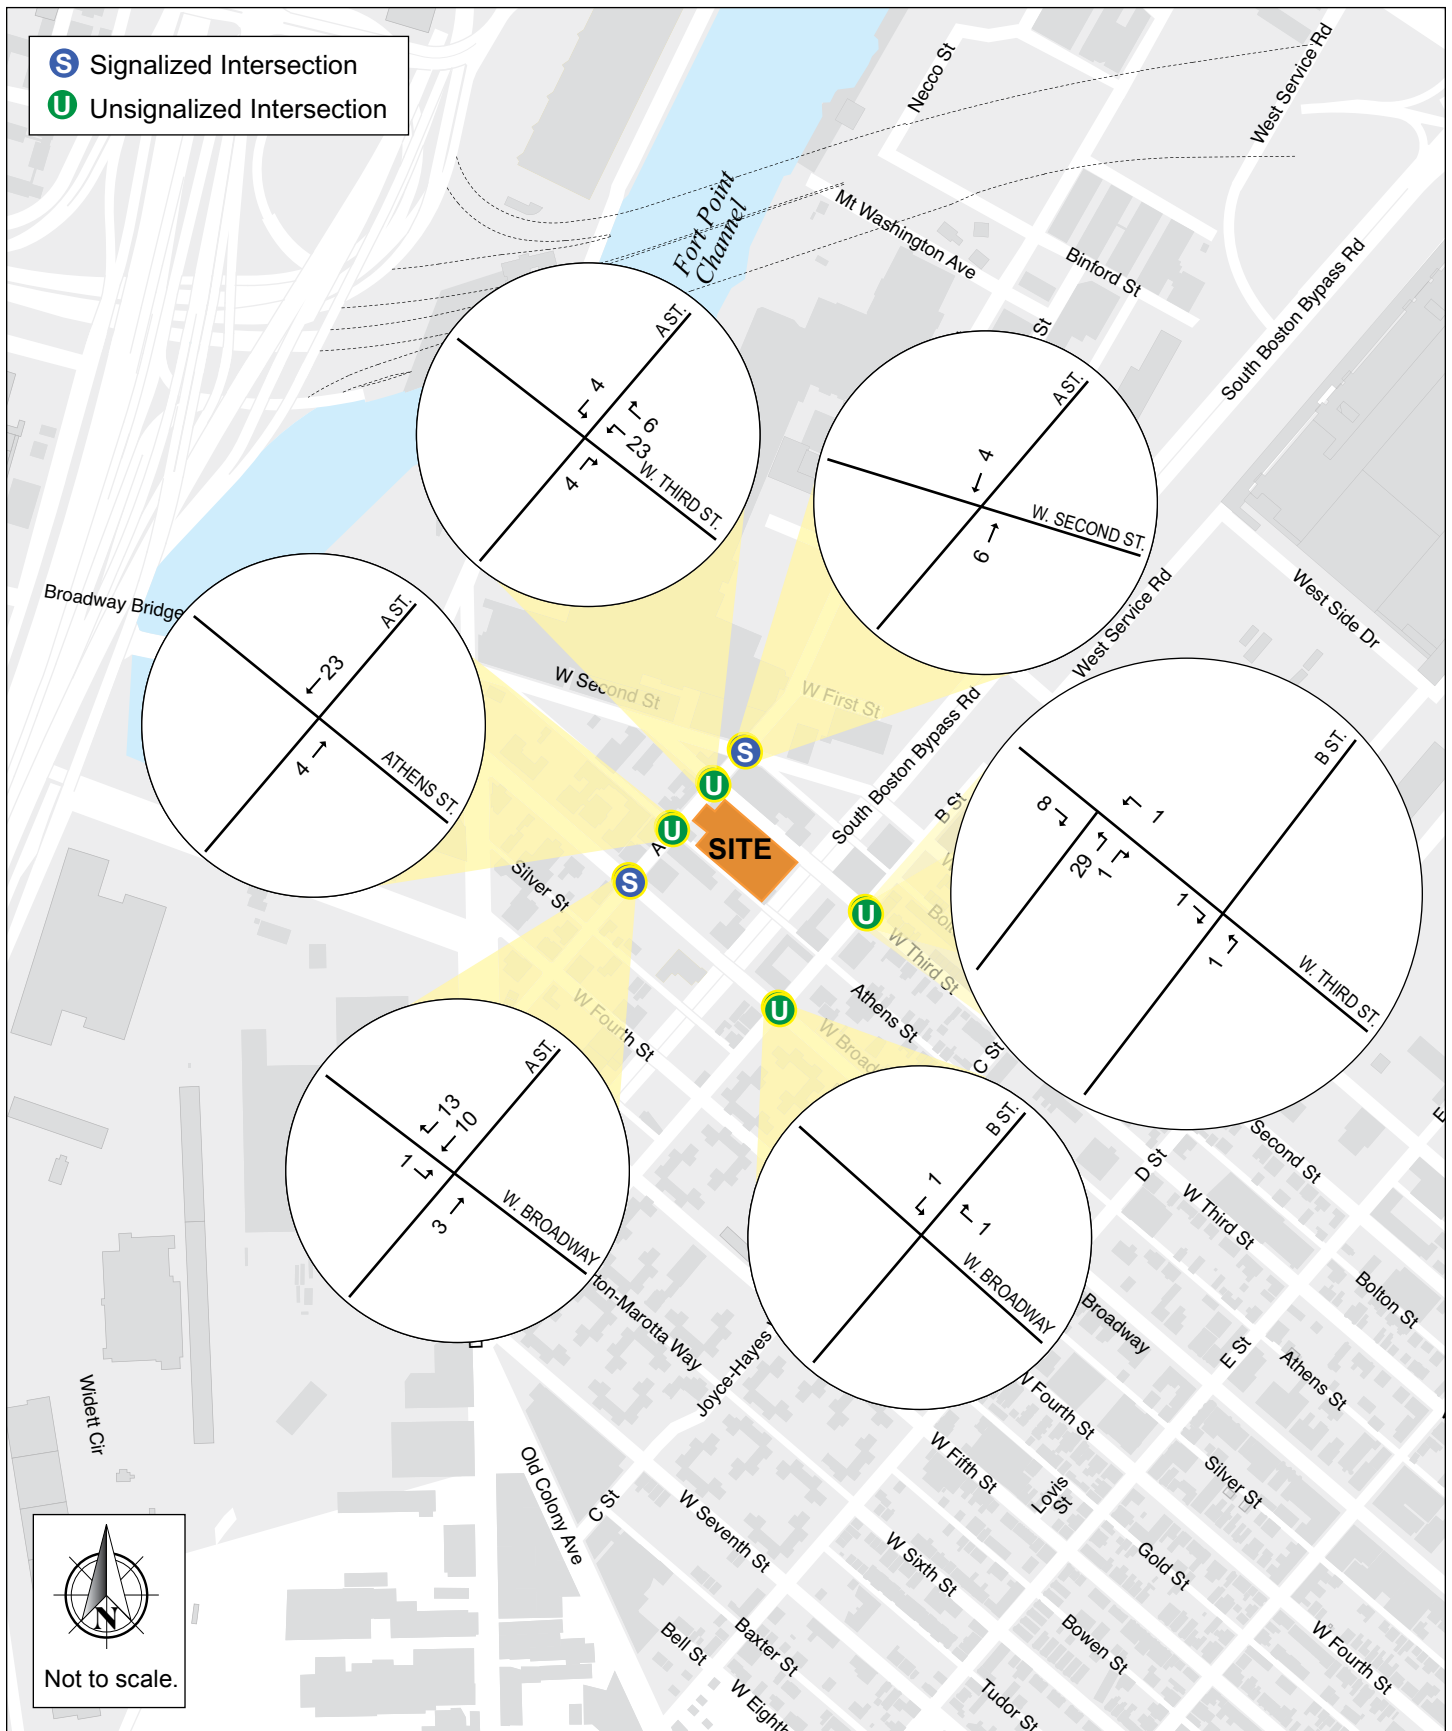 S Signalized Intersection
U Unsignalized Intersection
Necco St
West Service Rd
Fort Point
Channel
Mt Washington Ave
Binford St
South Boston Bypass Rd
St
A ST.
4
6
23
4
W. THIRD ST.
A ST.
4
6
W. SECOND ST.
Broadway Bridge
A ST.
23
4
ATHENS ST.
West Side Dr
West Service Rd
W Second St
W First St
South Boston Bypass Rd
S
U
U
S
A
SITE
U
U
B St
W
Silver St
W Third St
Athens St
W Fourth St
C St
B ST.
1
8
29
1
1
1
W. THIRD ST.
A ST.
13
10
1
3
W. BROADWAY
B ST.
1
1
W. BROADWAY
D St
Second St
W Third St
Bolton St
E
Broadway
E St
Athens St
rton-Marotta Way
Joyce-Hayes
W Fourth St
W Fifth St
Lovis
St
Silver St
Widett Cir
Old Colony Ave
C St
W Seventh St
W Sixth St
Gold St
Bell St
Baxter St
Bowen St
W Fourth St
W Eighth
Tudor St
N
Not to scale.